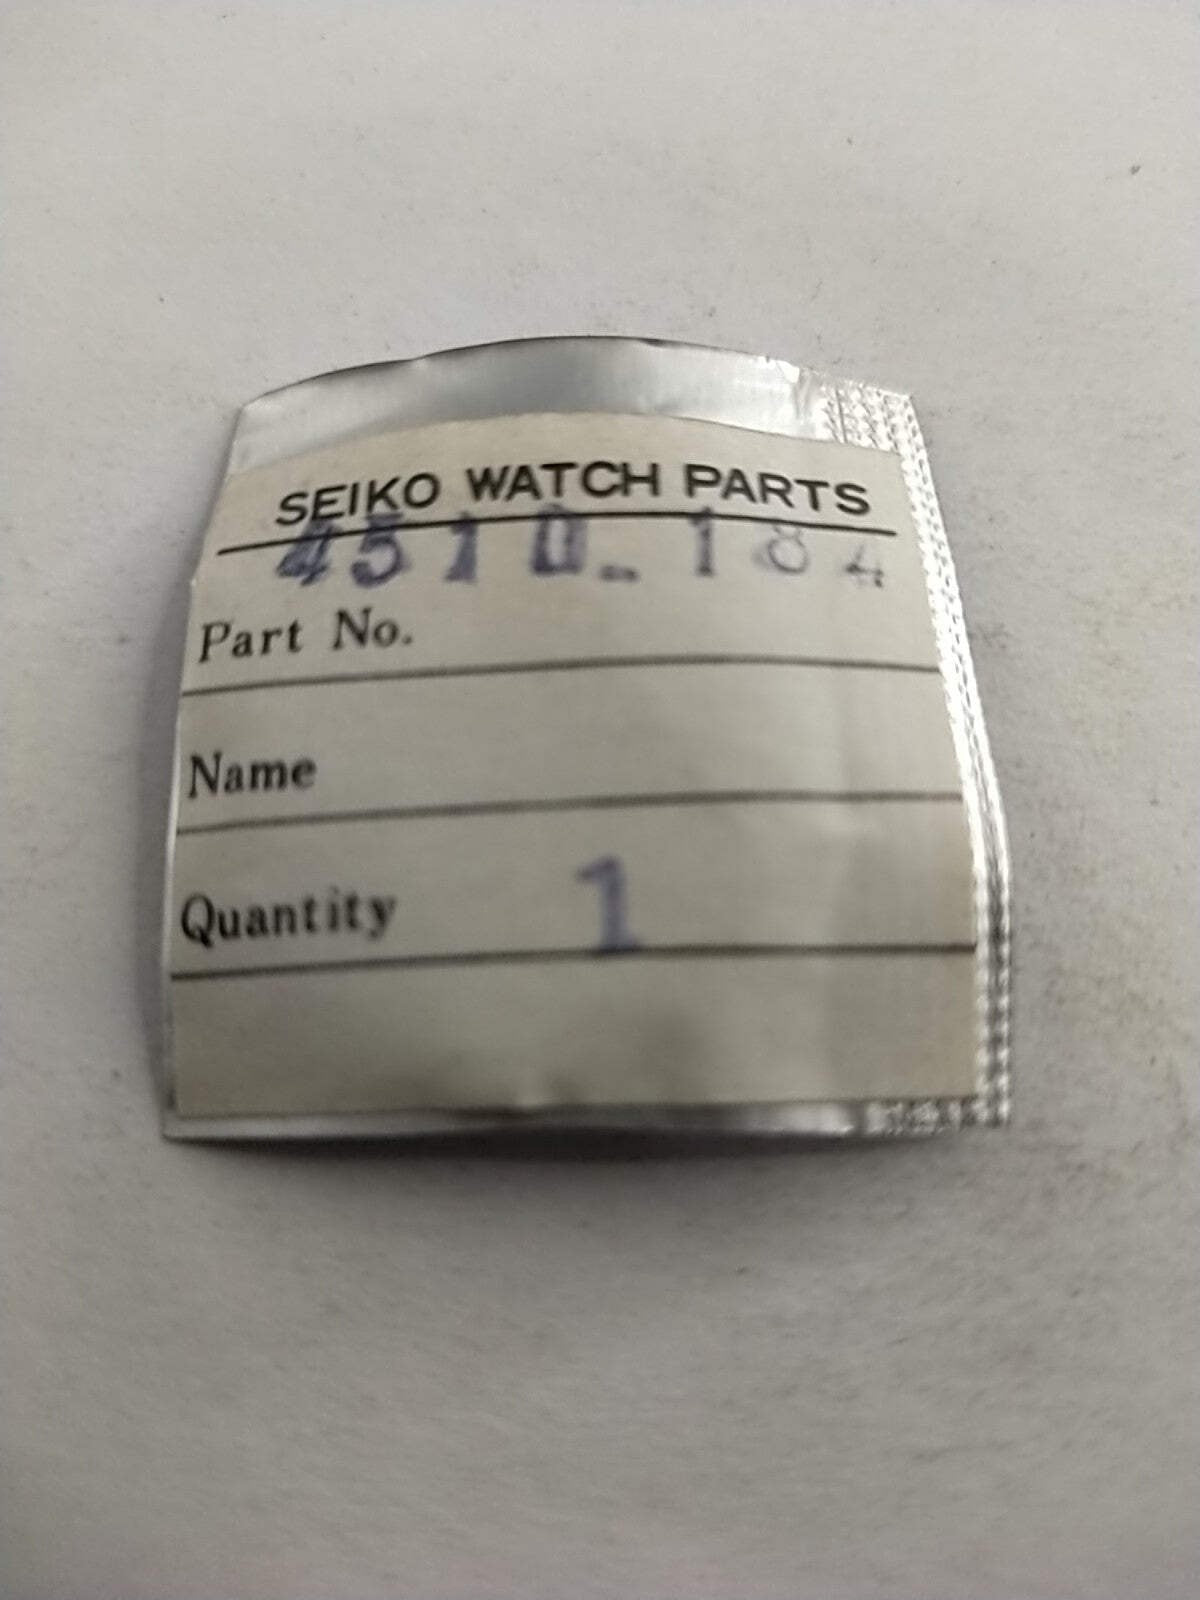 SEIKO WATCH PARTS
4510-184
Part No.
Name
Quantity 1